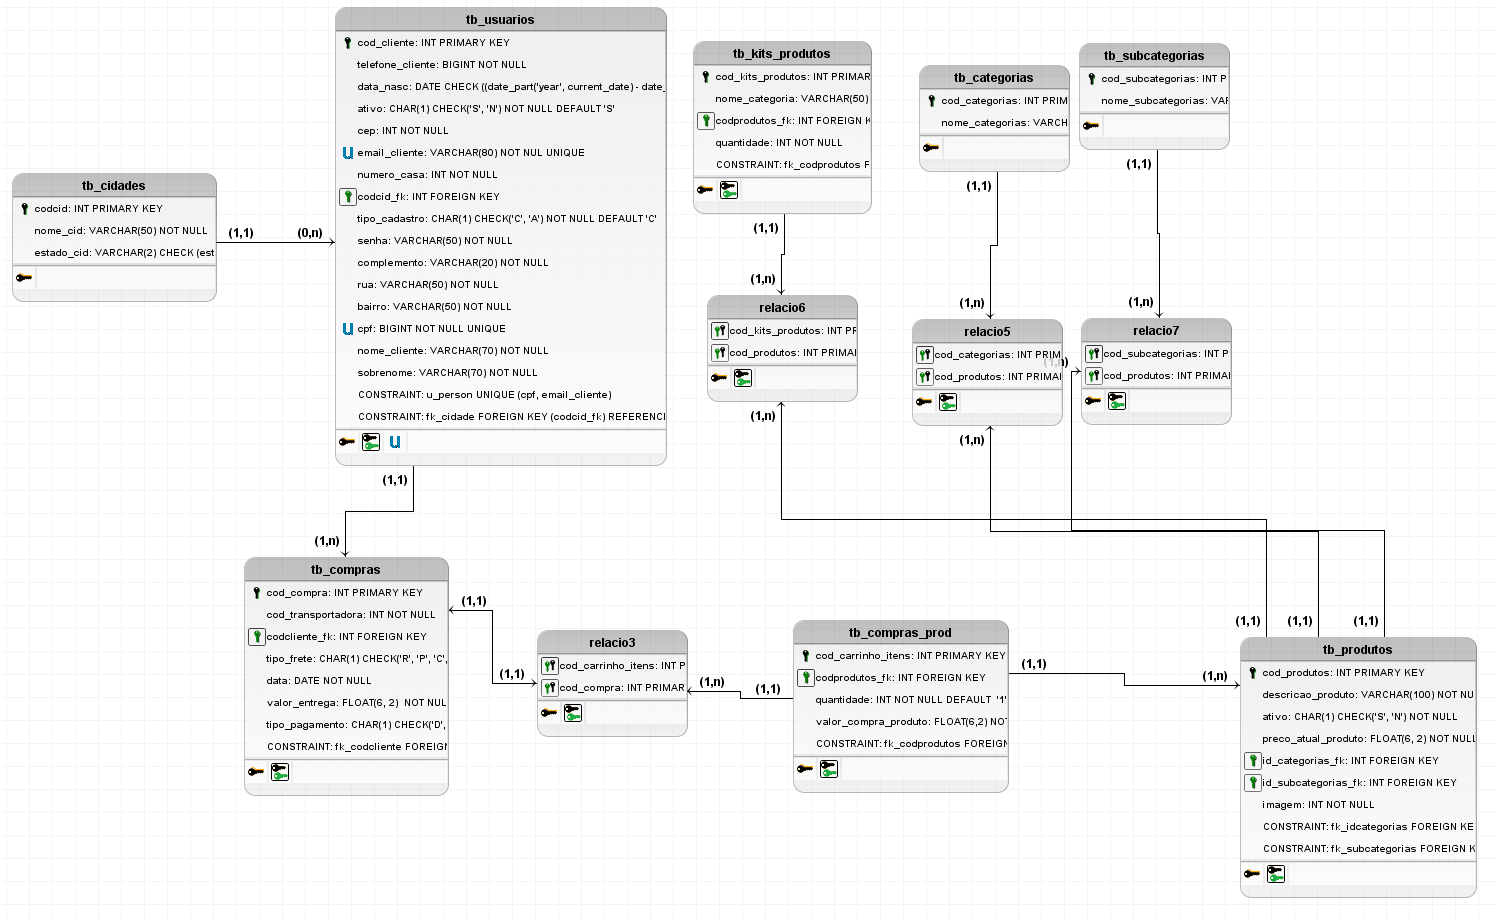 tb_usuarios
cod_cliente: INT PRIMARY KEY
telefone_cliente: BIGINT NOT NULL
data_nasc: DATE CHECK ((date_part('year', current_date) - date_
ativo: CHAR(1) CHECK('S', 'N') NOT NULL DEFAULT 'S'
cep: INT NOT NULL
u email_cliente: VARCHAR(80) NOT NUL UNIQUE
numero_casa: INT NOT NULL
codcid_fk: INT FOREIGN KEY
tipo_cadastro: CHAR(1) CHECK('C', 'A') NOT NULL DEFAULT 'C'
senha: VARCHAR(50) NOT NULL
complemento: VARCHAR(20) NOT NULL
rua: VARCHAR(50) NOT NULL
bairro: VARCHAR(50) NOT NULL
u cpf: BIGINT NOT NULL UNIQUE
nome_cliente: VARCHAR(70) NOT NULL
sobrenome: VARCHAR(70) NOT NULL
CONSTRAINT: u_person UNIQUE (cpf, email_cliente)
CONSTRAINT: fk_cidade FOREIGN KEY (codcid_fk) REFERENCI
u
tb_kits_produtos
cod_kits_produtos: INT PRIMAR
nome_categoria: VARCHAR(50)
codprodutos_fk: INT FOREIGN K
quantidade: INT NOT NULL
CONSTRAINT: fk_codprodutos F
tb_categorias
cod_categorias: INT PRIM
nome_categorias: VARCH
tb_subcategorias
cod_subcategorias: INT P
nome_subcategorias: VAR
tb_cidades
codcid: INT PRIMARY KEY
nome_cid: VARCHAR(50) NOT NULL
estado_cid: VARCHAR(2) CHECK (est
(1,1)
(0,n)
(1,1)
(1,1)
(1,1)
(1,n)
(1,n)
(1,n)
relacio6
cod_kits_produtos: INT PR
cod_produtos: INT PRIMAI
relacio5
cod_categorias: INT PRIM
cod_produtos: INT PRIMAI
(1,n)
relacio7
cod_subcategorias: INT P
cod_produtos: INT PRIMAI
(1,n)
(1,n)
(1,1)
(1,n)
tb_compras
cod_compra: INT PRIMARY KEY
cod_transportadora: INT NOT NULL
codcliente_fk: INT FOREIGN KEY
tipo_frete: CHAR(1) CHECK('R', 'P', 'C',
data: DATE NOT NULL
valor_entrega: FLOAT(6, 2) NOT NUL
tipo_pagamento: CHAR(1) CHECK('D',
CONSTRAINT: fk_codcliente FOREIGN
(1,1)
(1,1)
relacio3
cod_carrinho_itens: INT P
cod_compra: INT PRIMAR
(1,n)
(1,1)
tb_compras_prod
cod_carrinho_itens: INT PRIMARY KEY
codprodutos_fk: INT FOREIGN KEY
quantidade: INT NOT NULL DEFAULT '1'
valor_compra_produto: FLOAT(6,2) NOT
CONSTRAINT: fk_codprodutos FOREIGN
(1,1)
(1,n)
(1,1)
(1,1)
(1,1)
tb_produtos
cod_produtos: INT PRIMARY KEY
descricao_produto: VARCHAR(100) NOT NU
ativo: CHAR(1) CHECK('S', 'N') NOT NULL
preco_atual_produto: FLOAT(6, 2) NOT NULL
id_categorias_fk: INT FOREIGN KEY
id_subcategorias_fk: INT FOREIGN KEY
imagem: INT NOT NULL
CONSTRAINT: fk_idcategorias FOREIGN KE
CONSTRAINT: fk_subcategorias FOREIGN K